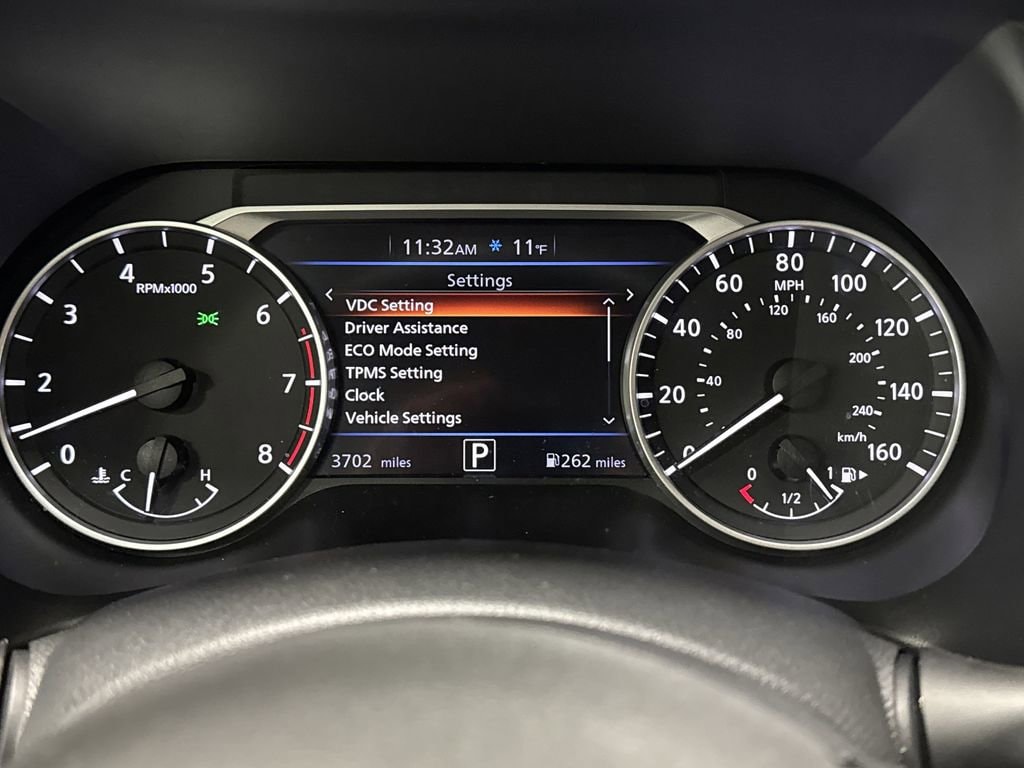 11:32AM 11°F
Settings
VDC Setting
Driver Assistance
ECO Mode Setting
TPMS Setting
Clock
Vehicle Settings
3702 miles
P
262 miles
0
2
3
4
5
6
7
8
RPMx1000
C H
0
20
40
60
80
100
120
140
160
MPH
40
80
120
160
200
240
km/h
0 1/2 1